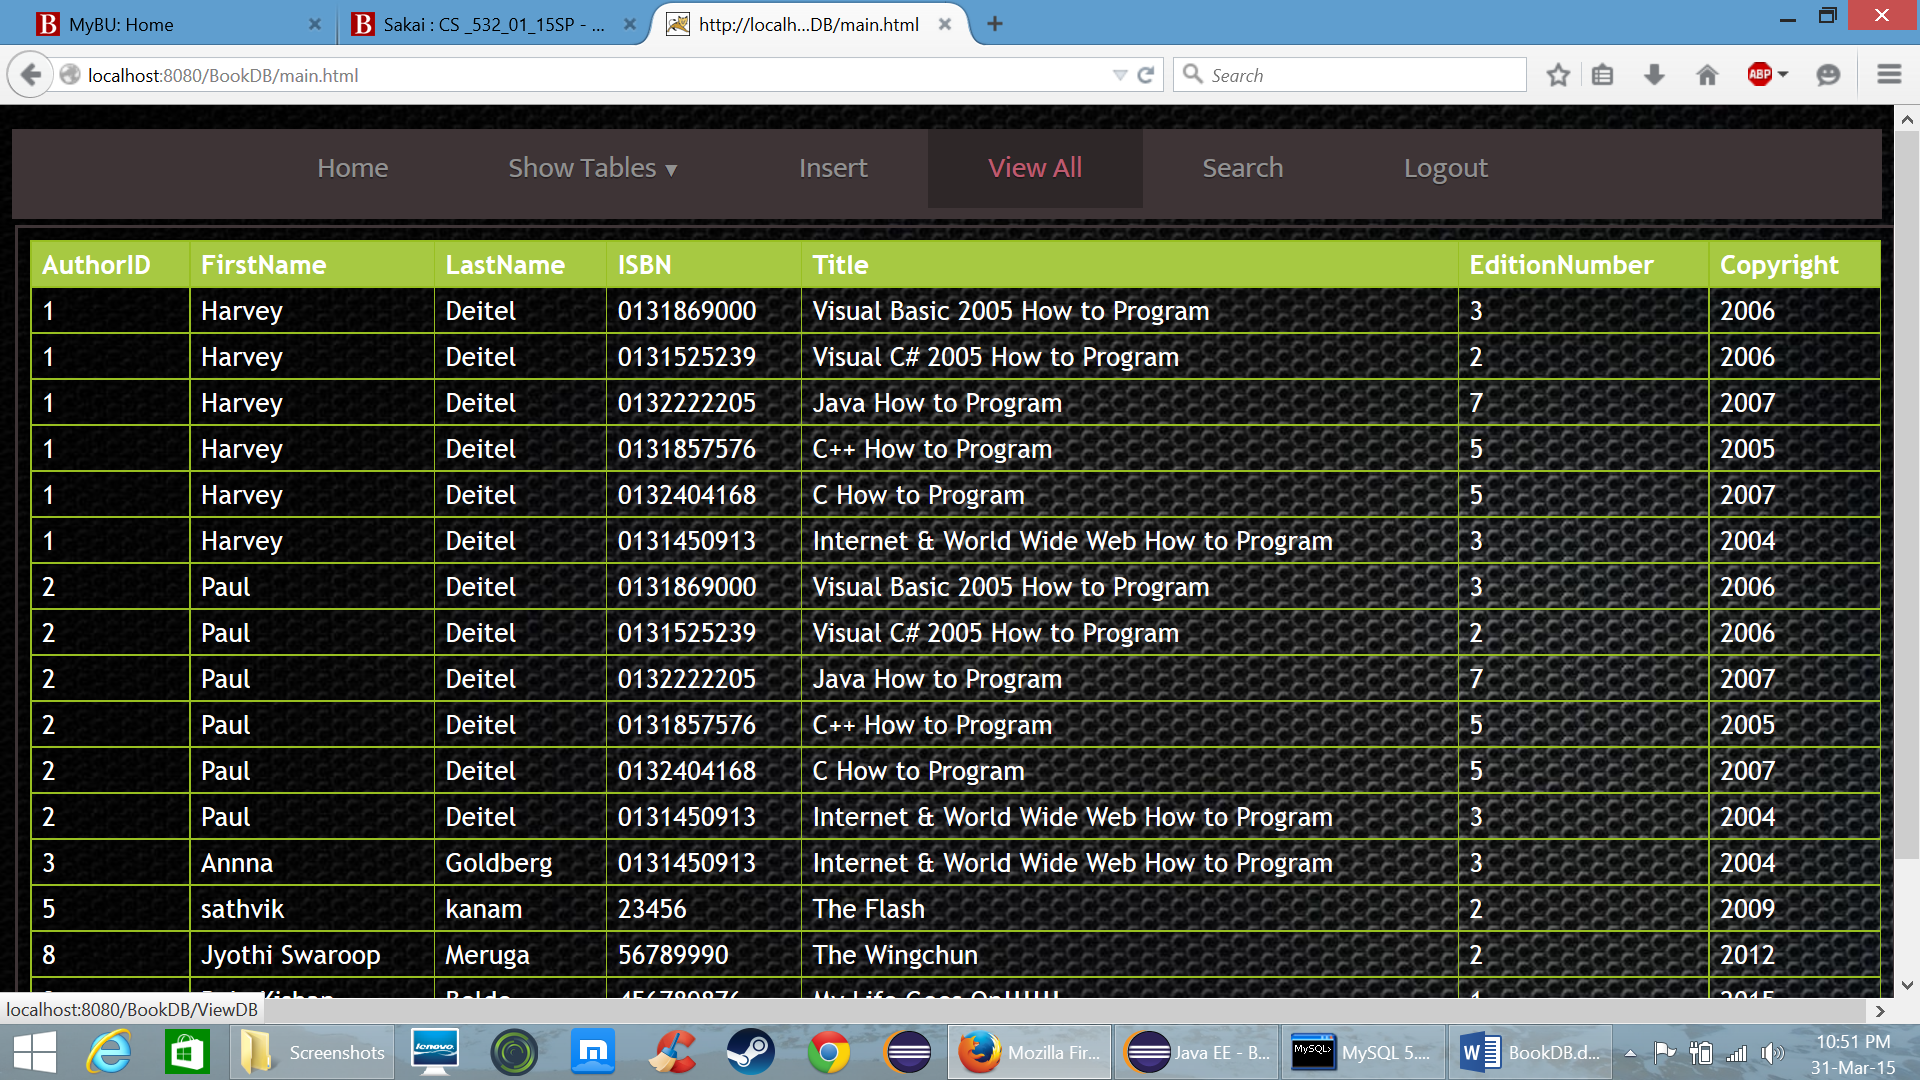 MyBU: Home
Sakai : CS _532_01_15SP - ...
http://localh...DB/main.html
localhost:8080/BookDB/main.html
Search
ABP
Home Show Tables ▾ Insert View All Search Logout
AuthorID FirstName LastName ISBN Title EditionNumber Copyright
1 Harvey Deitel 0131869000 Visual Basic 2005 How to Program 3 2006
1 Harvey Deitel 0131525239 Visual C# 2005 How to Program 2 2006
1 Harvey Deitel 0132222205 Java How to Program 7 2007
1 Harvey Deitel 0131857576 C++ How to Program 5 2005
1 Harvey Deitel 0132404168 C How to Program 5 2007
1 Harvey Deitel 0131450913 Internet & World Wide Web How to Program 3 2004
2 Paul Deitel 0131869000 Visual Basic 2005 How to Program 3 2006
2 Paul Deitel 0131525239 Visual C# 2005 How to Program 2 2006
2 Paul Deitel 0132222205 Java How to Program 7 2007
2 Paul Deitel 0131857576 C++ How to Program 5 2005
2 Paul Deitel 0132404168 C How to Program 5 2007
2 Paul Deitel 0131450913 Internet & World Wide Web How to Program 3 2004
3 Annna Goldberg 0131450913 Internet & World Wide Web How to Program 3 2004
5 sathvik kanam 23456 The Flash 2 2009
8 Jyothi Swaroop Meruga 56789990 The Wingchun 2 2012
456789876 My Life Goes On!!!!! 1 2015
localhost:8080/BookDB/ViewDB
Screenshots
lenovo
Mozilla Fir...
Java EE - B...
MySQL>
MySQL 5....
BookDB.d...
10:51 PM
31-Mar-15